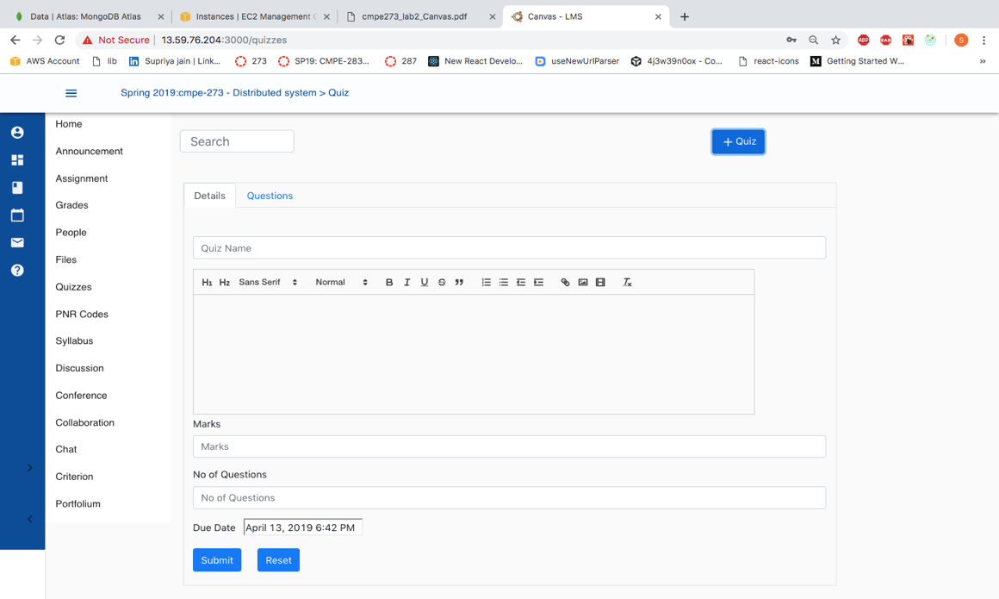 Data | Atlas: MongoDB Atlas
Instances | EC2 Management C
cmpe273_lab2_Canvas.pdf
Canvas - LMS
Not Secure | 13.59.76.204:3000/quizzes
ABP
S
AWS Account
lib
Supriya jain | Link...
273
SP19: CMPE-283...
287
New React Develo...
useNewUrlParser
4j3w39n0ox - Co...
react-icons
Getting Started W...
Spring 2019:cmpe-273 - Distributed system > Quiz
Home
Announcement
Assignment
Grades
People
Files
Quizzes
PNR Codes
Syllabus
Discussion
Conference
Collaboration
Chat
Criterion
Portfolium
Search
+ Quiz
Details
Questions
Quiz Name
H1 H2 Sans Serif Normal B I U S
Marks
Marks
No of Questions
No of Questions
Due Date April 13, 2019 6:42 PM
Submit
Reset